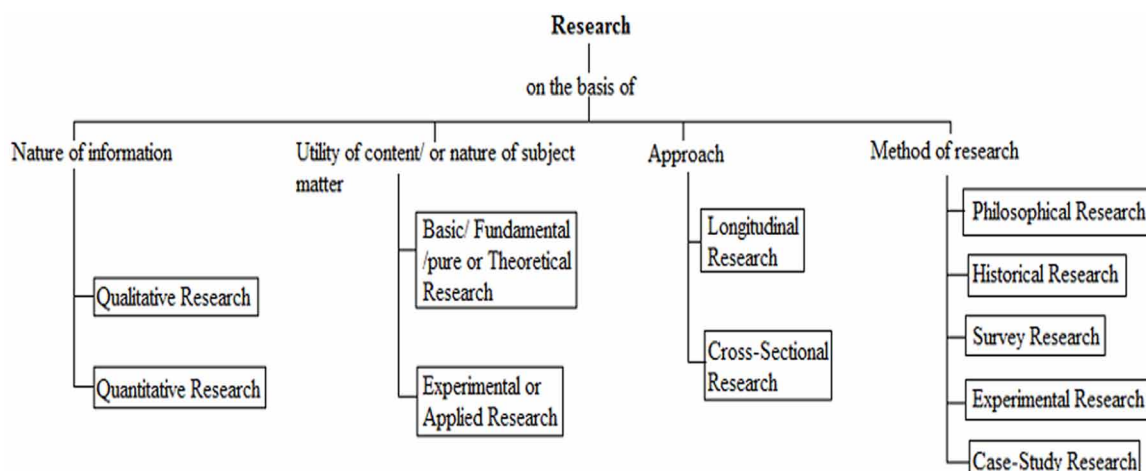 Research
on the basis of
Nature of information
Qualitative Research
Quantitative Research
Utility of content/ or nature of subject
matter
Basic/ Fundamental
/pure or Theoretical
Research
Experimental or
Applied Research
Approach
Longitudinal
Research
Cross-Sectional
Research
Method of research
Philosophical Research
Historical Research
Survey Research
Experimental Research
Case-Study Research